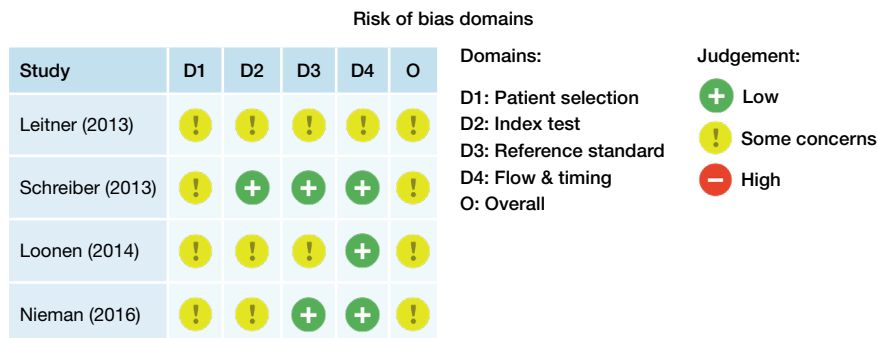 Risk of bias domains
Study D1 D2 D3 D4 O
Leitner (2013) ! ! ! ! !
Schreiber (2013) ! + + + !
Loonen (2014) ! ! ! + !
Nieman (2016) ! ! + + !
Domains:
D1: Patient selection
D2: Index test
D3: Reference standard
D4: Flow & timing
O: Overall
Judgement:
+ Low
! Some concerns
− High